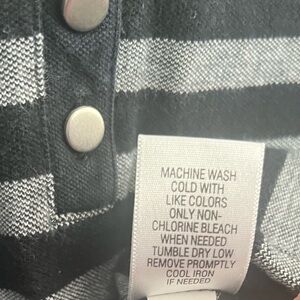 MACHINE WASH
COLD WITH
LIKE COLORS
ONLY NON-
CHLORINE BLEACH
WHEN NEEDED
TUMBLE DRY LOW
REMOVE PROMPTLY
COOL IRON
IF NEEDED